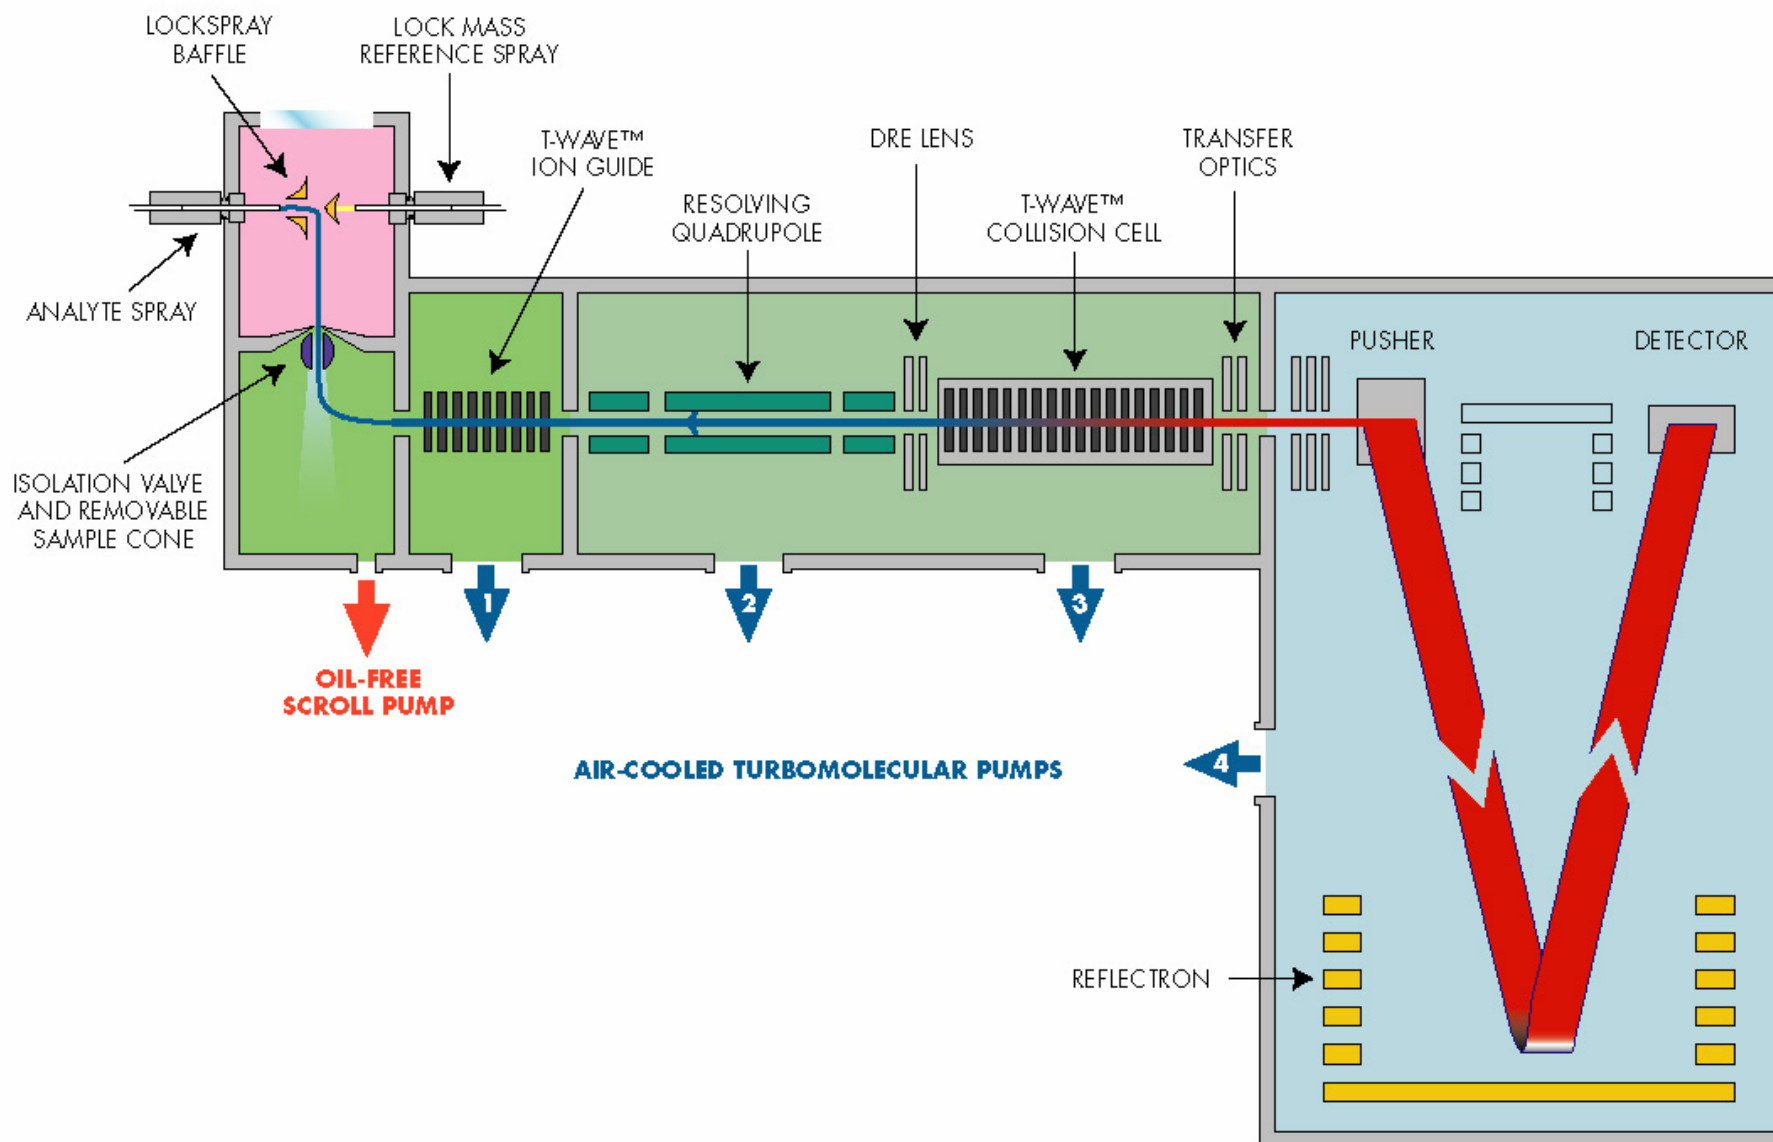 LOCKSPRAY
BAFFLE
LOCK MASS
REFERENCE SPRAY
T-WAVE™
ION GUIDE
DRE LENS
TRANSFER
OPTICS
RESOLVING
QUADRUPOLE
T-WAVE™
COLLISION CELL
ANALYTE SPRAY
PUSHER
DETECTOR
ISOLATION VALVE
AND REMOVABLE
SAMPLE CONE
1
2
3
OIL-FREE
SCROLL PUMP
AIR-COOLED TURBOMOLECULAR PUMPS
4
REFLECTRON